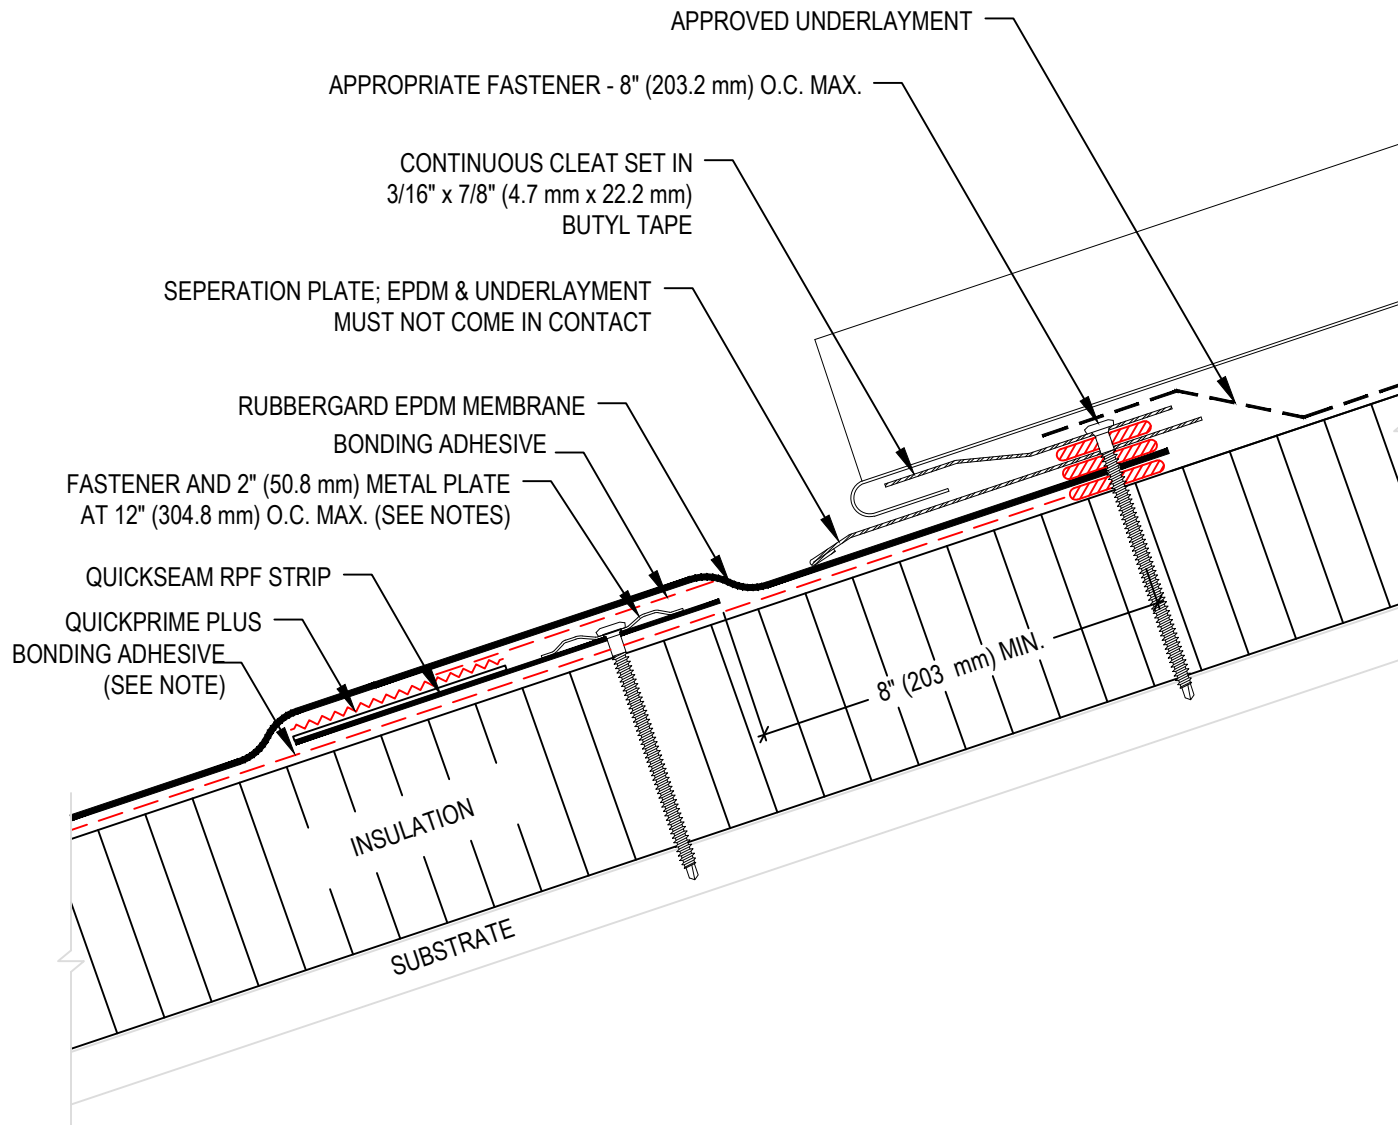 APPROVED UNDERLAYMENT
APPROPRIATE FASTENER - 8" (203.2 mm) O.C. MAX.
CONTINUOUS CLEAT SET IN
3/16" x 7/8" (4.7 mm x 22.2 mm)
BUTYL TAPE
SEPERATION PLATE; EPDM & UNDERLAYMENT
MUST NOT COME IN CONTACT
RUBBERGARD EPDM MEMBRANE
BONDING ADHESIVE
FASTENER AND 2" (50.8 mm) METAL PLATE
AT 12" (304.8 mm) O.C. MAX. (SEE NOTES)
QUICKSEAM RPF STRIP
QUICKPRIME PLUS
BONDING ADHESIVE
(SEE NOTE)
8" (203 mm) MIN.
INSULATION
SUBSTRATE